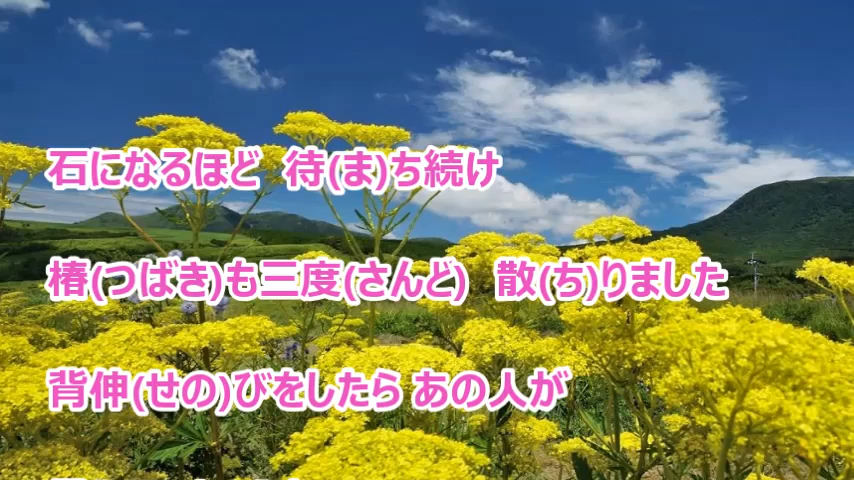 石になるほど　待(ま)ち続け
椿(つばき)も三度(さんど)　散(ち)りました
背伸(せの)びをしたら あの人が